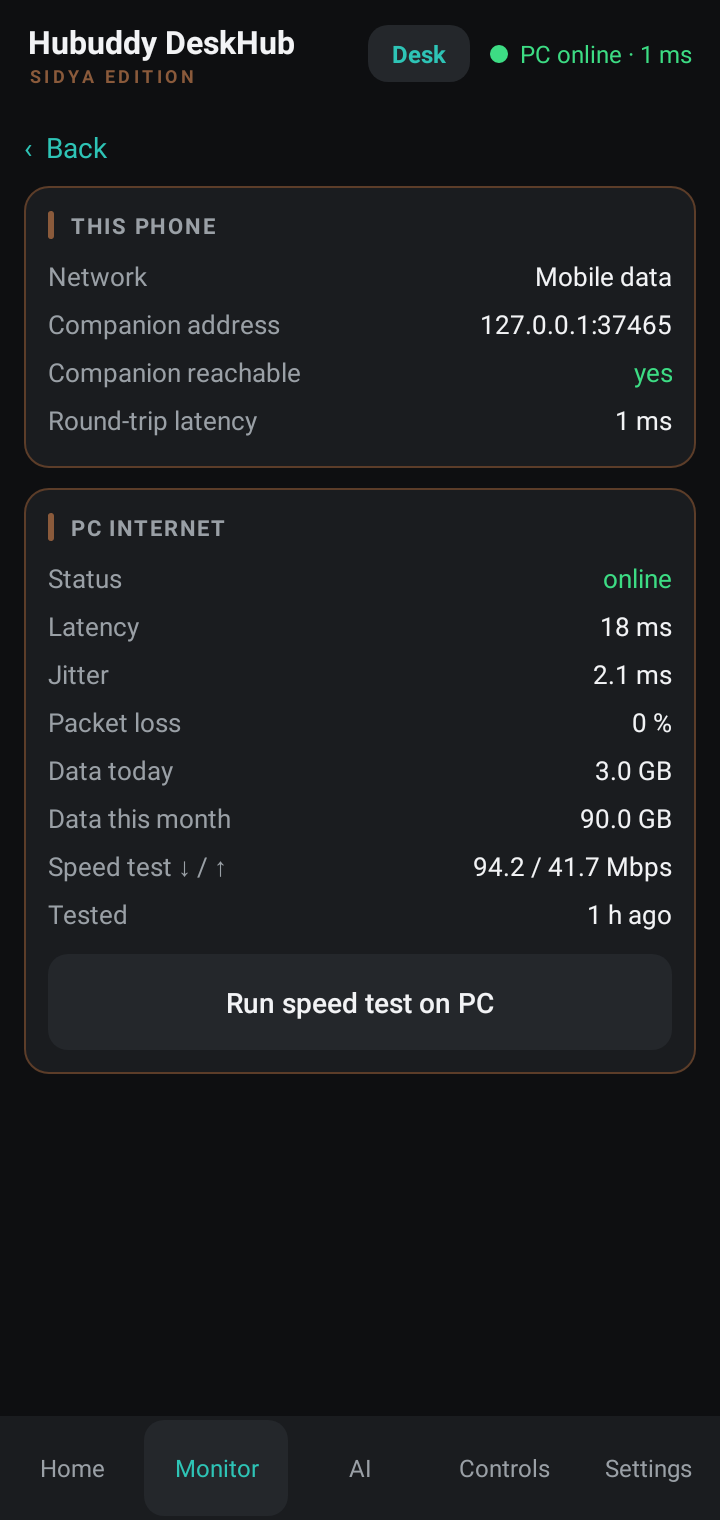 Hubuddy DeskHub
SIDYA EDITION
Desk
PC online · 1 ms
‹ Back
THIS PHONE
Network Mobile data
Companion address 127.0.0.1:37465
Companion reachable yes
Round-trip latency 1 ms
PC INTERNET
Status online
Latency 18 ms
Jitter 2.1 ms
Packet loss 0 %
Data today 3.0 GB
Data this month 90.0 GB
Speed test ↓ / ↑ 94.2 / 41.7 Mbps
Tested 1 h ago
Run speed test on PC
Home Monitor AI Controls Settings